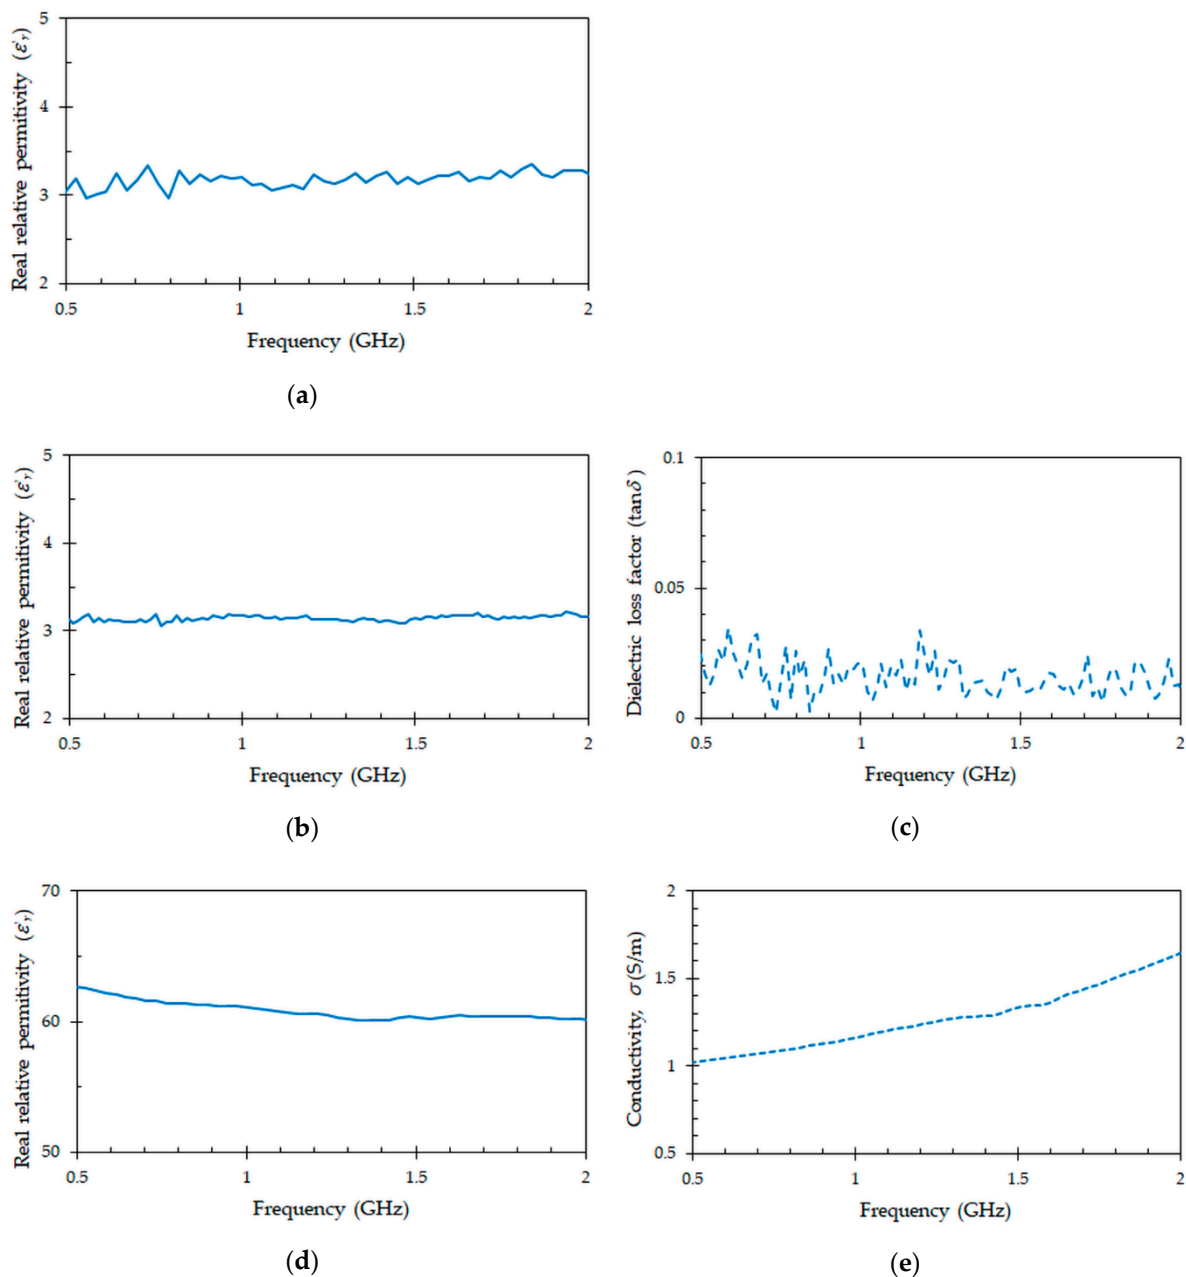 Real relative permitivity (ε'r)
5
4
3
2
0.5 1 1.5 2
Frequency (GHz)
(a)
Real relative permitivity (ε'r)
5
4
3
2
0.5 1 1.5 2
Frequency (GHz)
(b)
Dielectric loss factor (tanδ )
0.1
0.05
0
0.5 1 1.5 2
Frequency (GHz)
(c)
Real relative permitivity (ε'r)
70
60
50
0.5 1 1.5 2
Frequency (GHz)
(d)
Conductivity, σ(S/m)
2
1.5
1
0.5
0.5 1 1.5 2
Frequency (GHz)
(e)